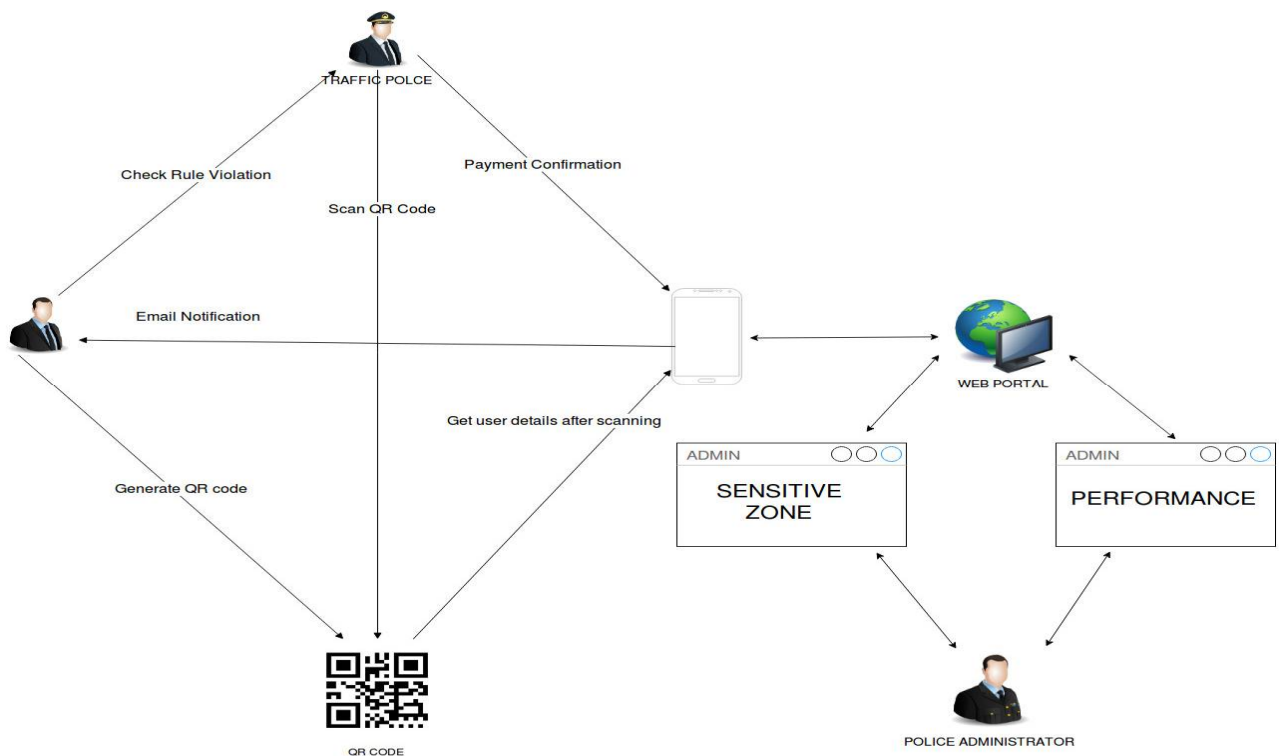 TRAFFIC POLCE
Check Rule Violation
Payment Confirmation
Scan QR Code
Email Notification
WEB PORTAL
Get user details after scanning
ADMIN
SENSITIVE
ZONE
ADMIN
PERFORMANCE
Generate QR code
QR CODE
POLICE ADMINISTRATOR